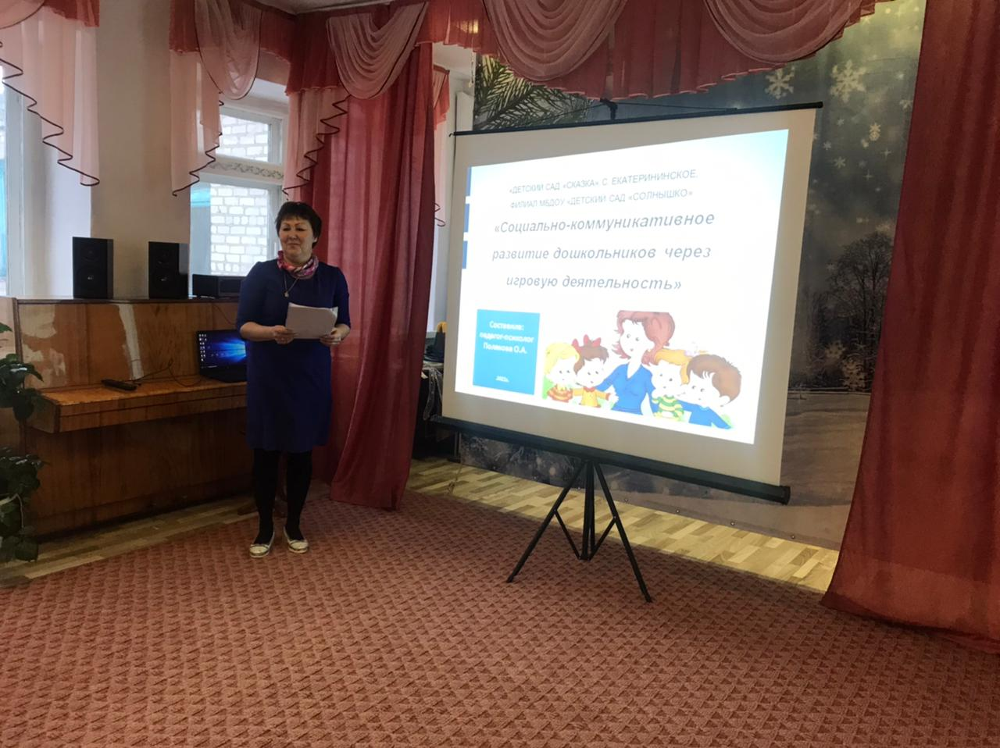 «ДЕТСКИЙ САД «СКАЗКА» С. ЕКАТЕРИНИНСКОЕ,
ФИЛИАЛ МБДОУ «ДЕТСКИЙ САД «СОЛНЫШКО»
«Социально-коммуникативное
развитие дошкольников через
игровую деятельность»
Составила:
педагог-психолог
Полякова О.А.